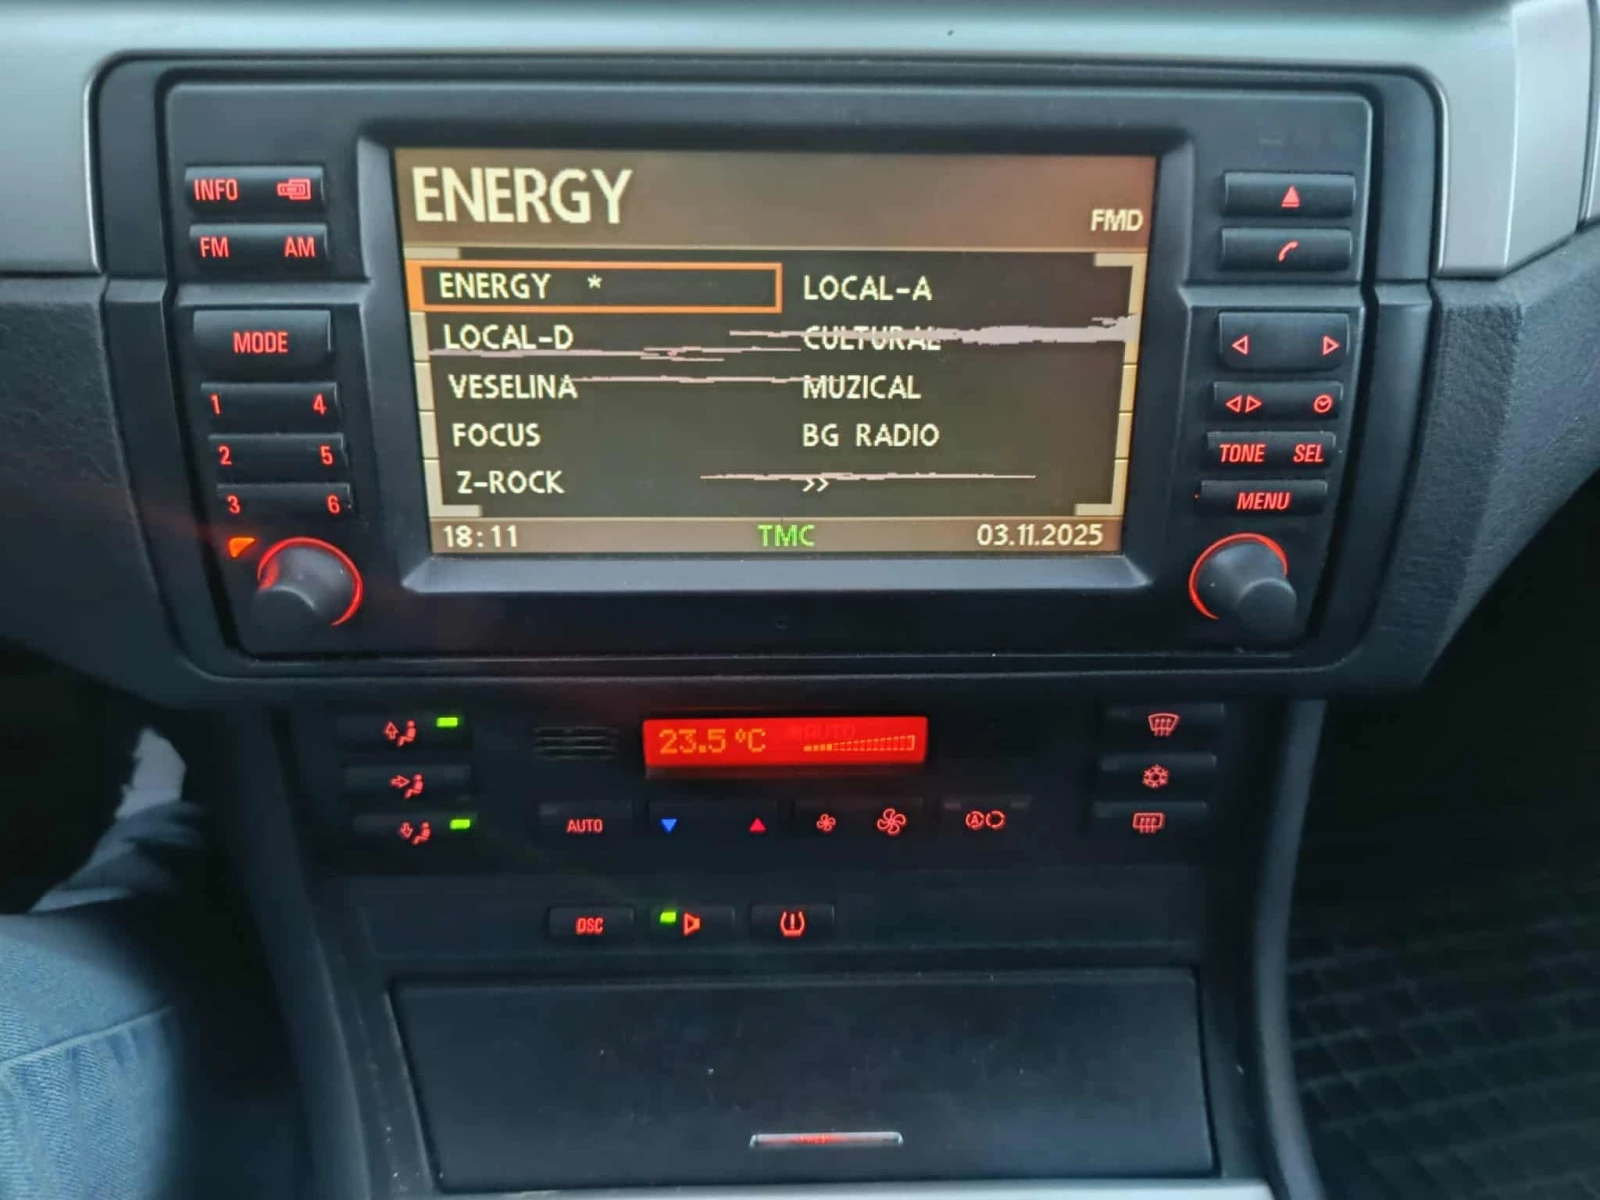 ENERGY
FMD
ENERGY *
LOCAL-A
LOCAL-D
CULTURAL
VESELINA
MUZICAL
FOCUS
BG RADIO
Z-ROCK
>>
18:11
TMC
03.11.2025
INFO
FM AM
MODE
1 4
2 5
3 6
TONE SEL
MENU
23.5°C
AUTO
AUTO
DSC